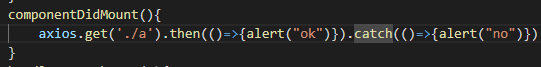 componentDidMount(){
axios.get('./a').then(()=>{alert("ok")}).catch(()=>{alert("no")})
}